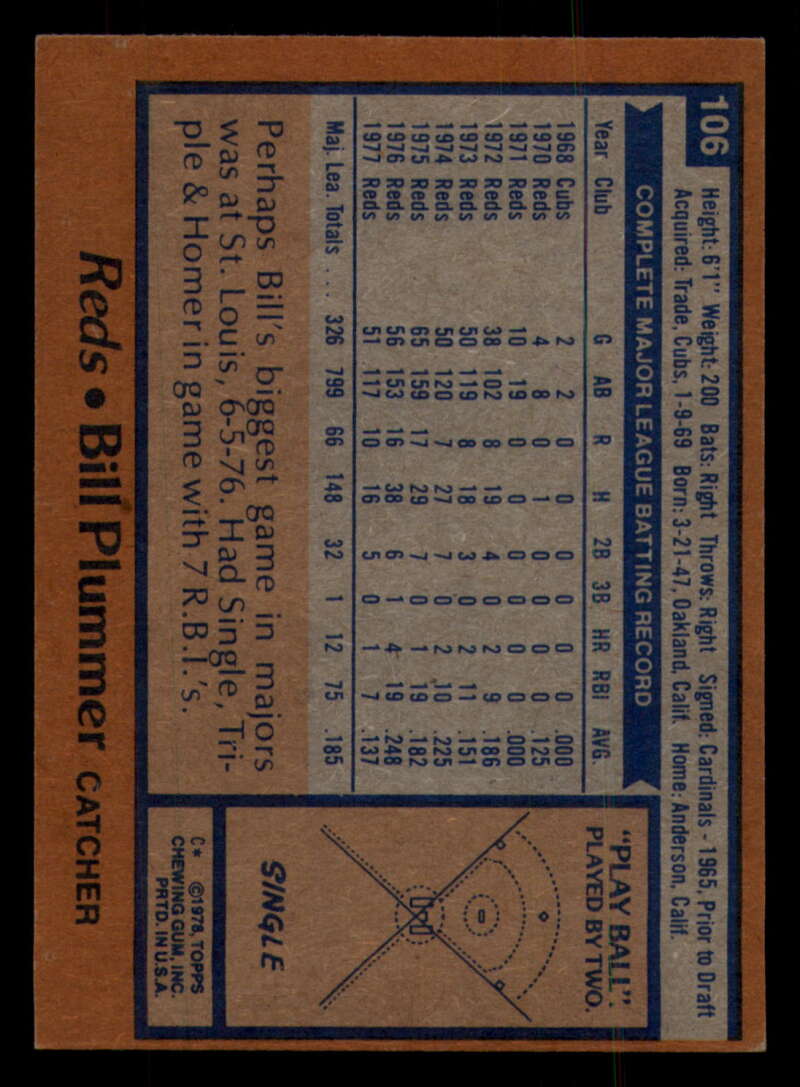 106
Height: 6'1" Weight: 200 Bats: Right Throws: Right Signed: Cardinals - 1965, Prior to Draft
Acquired: Trade, Cubs, 1-9-69 Born: 3-21-47, Oakland, Calif. Home: Anderson, Calif.
COMPLETE MAJOR LEAGUE BATTING RECORD
Year Club G AB R H 2B 3B HR RBI AVG.
1968 Cubs 2 2 0 0 0 0 0 0 .000
1970 Reds 4 8 0 1 0 0 0 0 .125
1971 Reds 10 19 0 0 0 0 0 0 .000
1972 Reds 38 102 8 19 4 0 2 9 .186
1973 Reds 50 119 8 18 3 0 2 11 .151
1974 Reds 50 120 7 27 7 0 2 10 .225
1975 Reds 65 159 17 29 7 0 1 19 .182
1976 Reds 56 153 16 38 6 1 4 19 .248
1977 Reds 51 117 10 16 5 0 1 7 .137
Maj. Lea. Totals ... 326 799 66 148 32 1 12 75 .185
Perhaps Bill's biggest game in majors
was at St. Louis, 6-5-76. Had Single, Tri-
ple & Homer in game with 7 R.B.I.'s.
"PLAY BALL":
PLAYED BY TWO.
SINGLE
C* ©1978, TOPPS
CHEWING GUM, INC.
PRTD. IN U.S.A.
Reds • Bill Plummer CATCHER